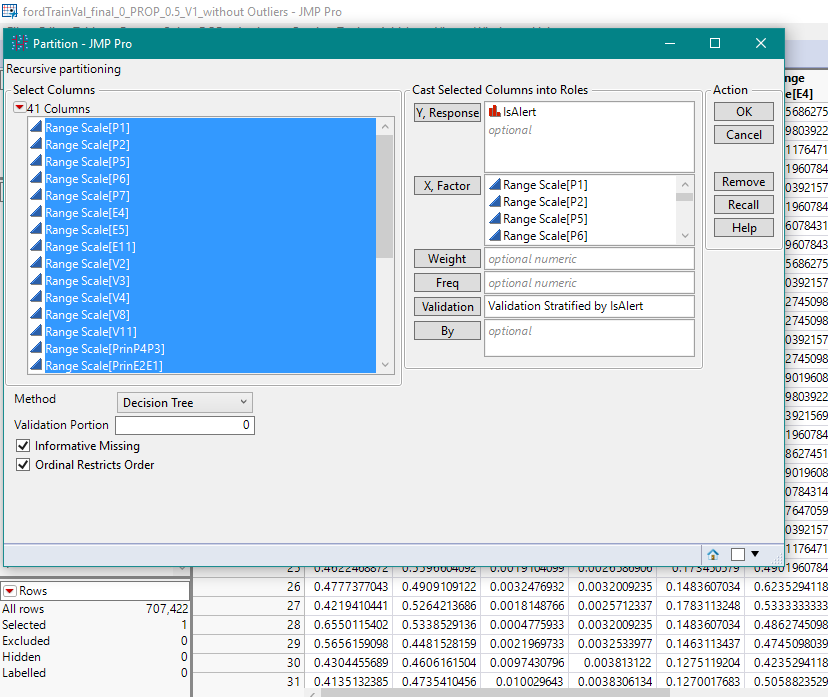 fordTrainVal_final_0_PROP_0.5_V1_without Outliers - JMP Pro
Partition - JMP Pro
Recursive partitioning
Select Columns
41 Columns
Range Scale[P1]
Range Scale[P2]
Range Scale[P5]
Range Scale[P6]
Range Scale[P7]
Range Scale[E4]
Range Scale[E5]
Range Scale[E11]
Range Scale[V2]
Range Scale[V3]
Range Scale[V4]
Range Scale[V8]
Range Scale[V11]
Range Scale[PrinP4P3]
Range Scale[PrinE2E1]
Cast Selected Columns into Roles
Y, Response
IsAlert
optional
X, Factor
Range Scale[P1]
Range Scale[P2]
Range Scale[P5]
Range Scale[P6]
Weight
optional numeric
Freq
optional numeric
Validation
Validation Stratified by IsAlert
By
optional
Action
OK
Cancel
Remove
Recall
Help
Method
Decision Tree
Validation Portion
0
Informative Missing
Ordinal Restricts Order
nge
e[E4]
5686275
9803922
1176471
1960784
0392157
1960784
6078431
9607843
5686275
0392157
2745098
2745098
0392157
2745098
9019608
9803922
3921569
1960784
8627451
9019608
0784314
7647059
0392157
1176471
Rows
All rows 707,422
Selected 1
Excluded 0
Hidden 0
Labelled 0
25 0.4622468872 0.5596604092 0.0019104099 0.0026586906 0.173450579 0.4901960784
26 0.4777377043 0.4909109122 0.0032476932 0.0032009235 0.1483607034 0.6235294118
27 0.4219410441 0.5264213686 0.0018148766 0.0025712337 0.1783113248 0.5333333333
28 0.6550115402 0.5338529136 0.0004775933 0.0032009235 0.1483607034 0.4862745098
29 0.5656159098 0.4481528159 0.0021969733 0.0032533977 0.1463113437 0.4745098039
30 0.4304455689 0.4606161504 0.0097430796 0.003813122 0.1275119204 0.4235294118
31 0.4135132385 0.4735410456 0.010029643 0.0038306134 0.1270017683 0.5058823529